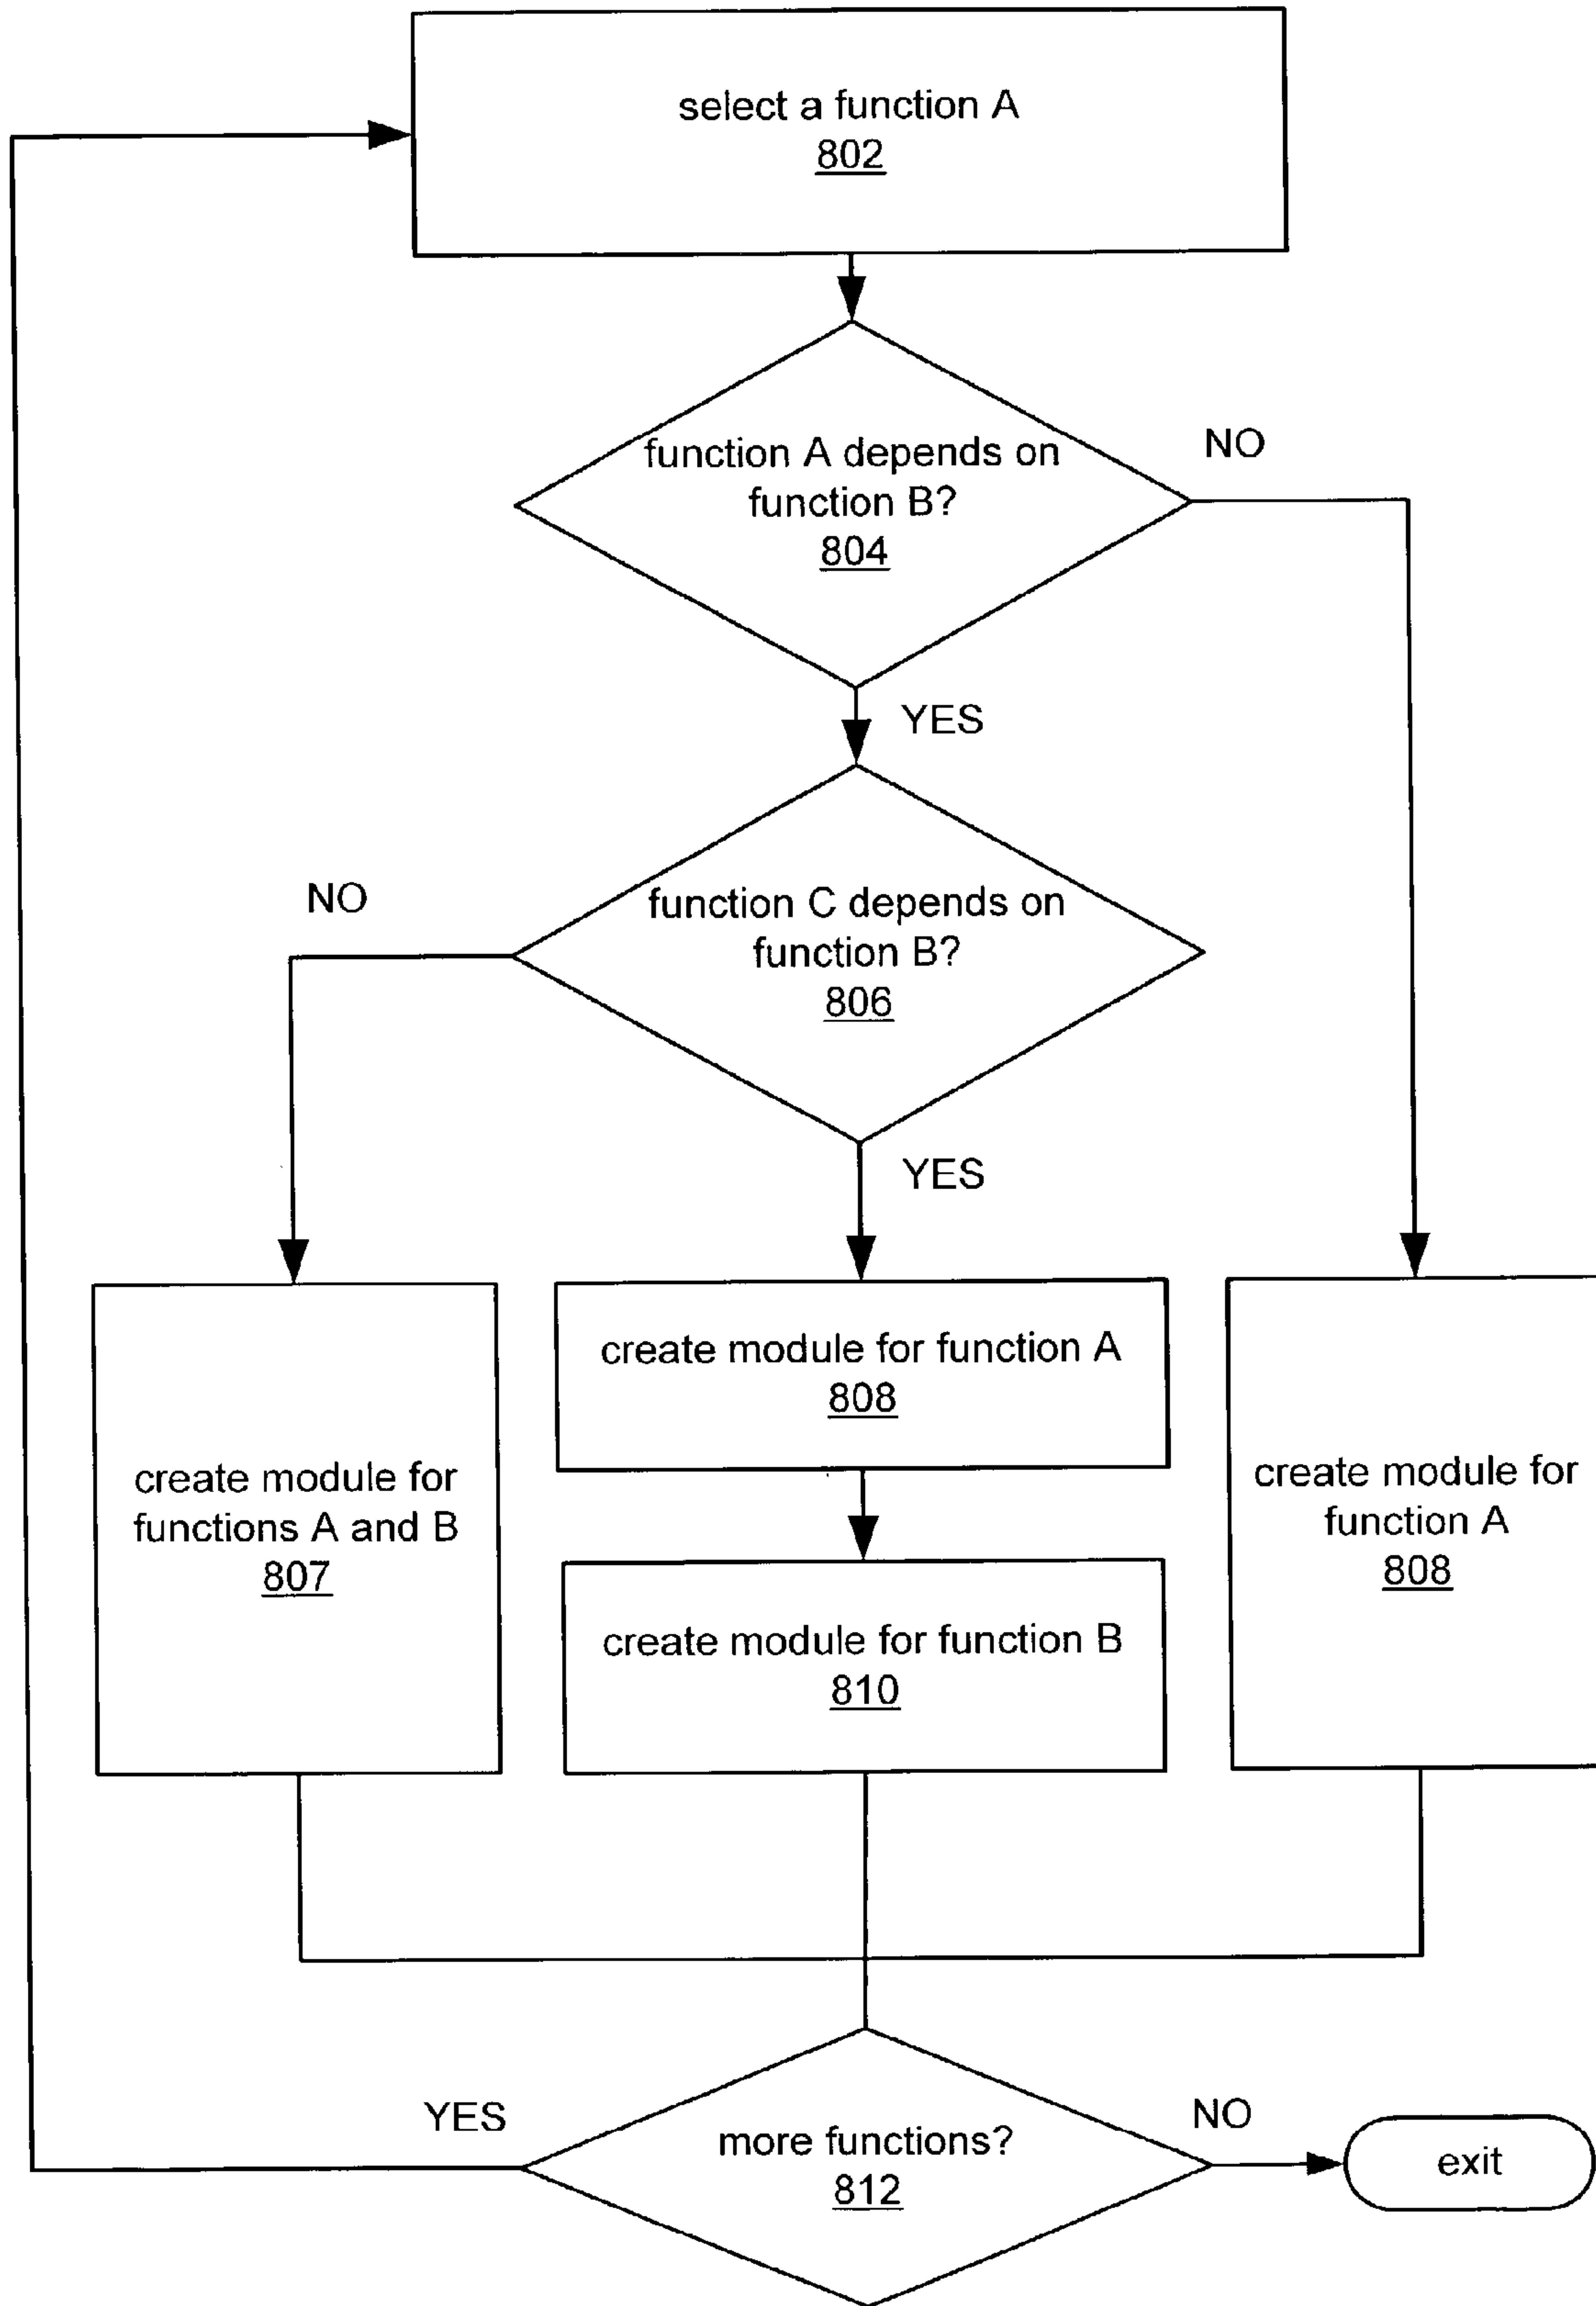 select a function A
802
function A depends on
function B?
804
NO
YES
function C depends on
function B?
806
NO
YES
create module for
functions A and B
807
create module for function A
808
create module for function B
810
create module for
function A
808
more functions?
812
YES
NO
exit